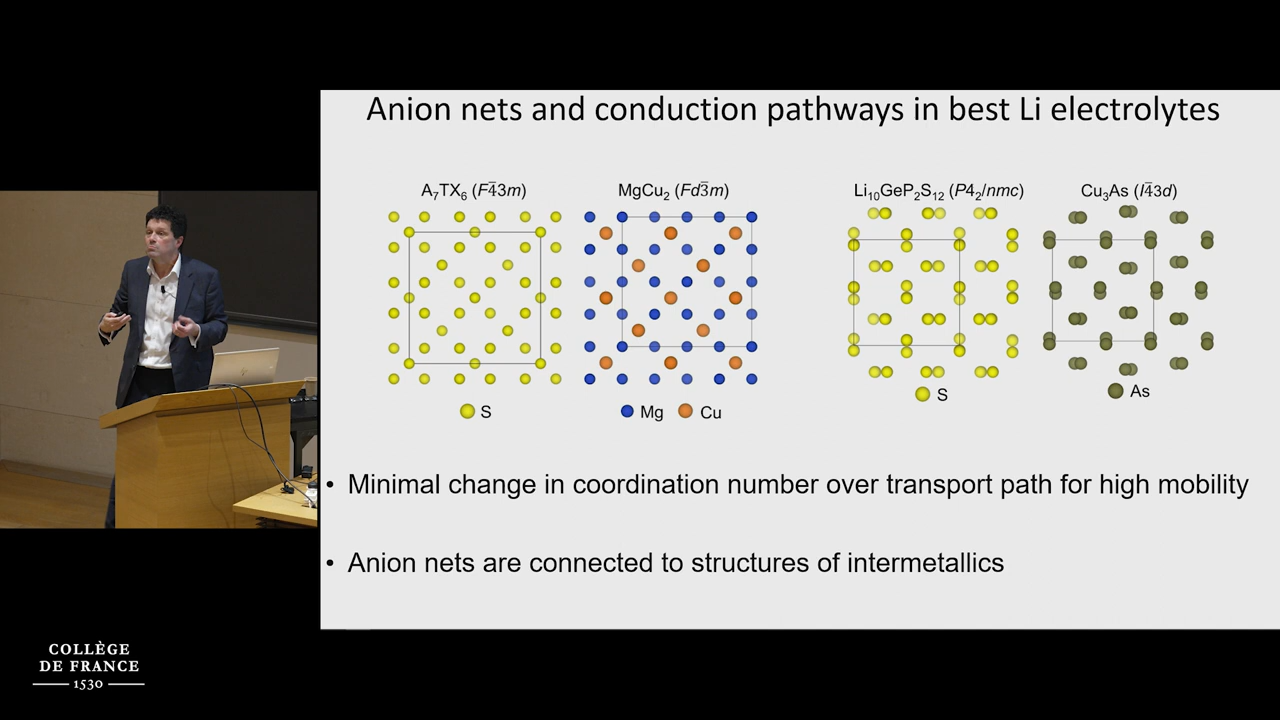 Anion nets and conduction pathways in best Li electrolytes
A₇TX₆ (F4̅3m)
MgCu₂ (Fd3̅m)
Li₁₀GeP₂S₁₂ (P4₂/nmc)
Cu₃As (I4̅3d)
S
Mg
Cu
S
As
• Minimal change in coordination number over transport path for high mobility
• Anion nets are connected to structures of intermetallics
COLLÈGE
DE FRANCE
1530